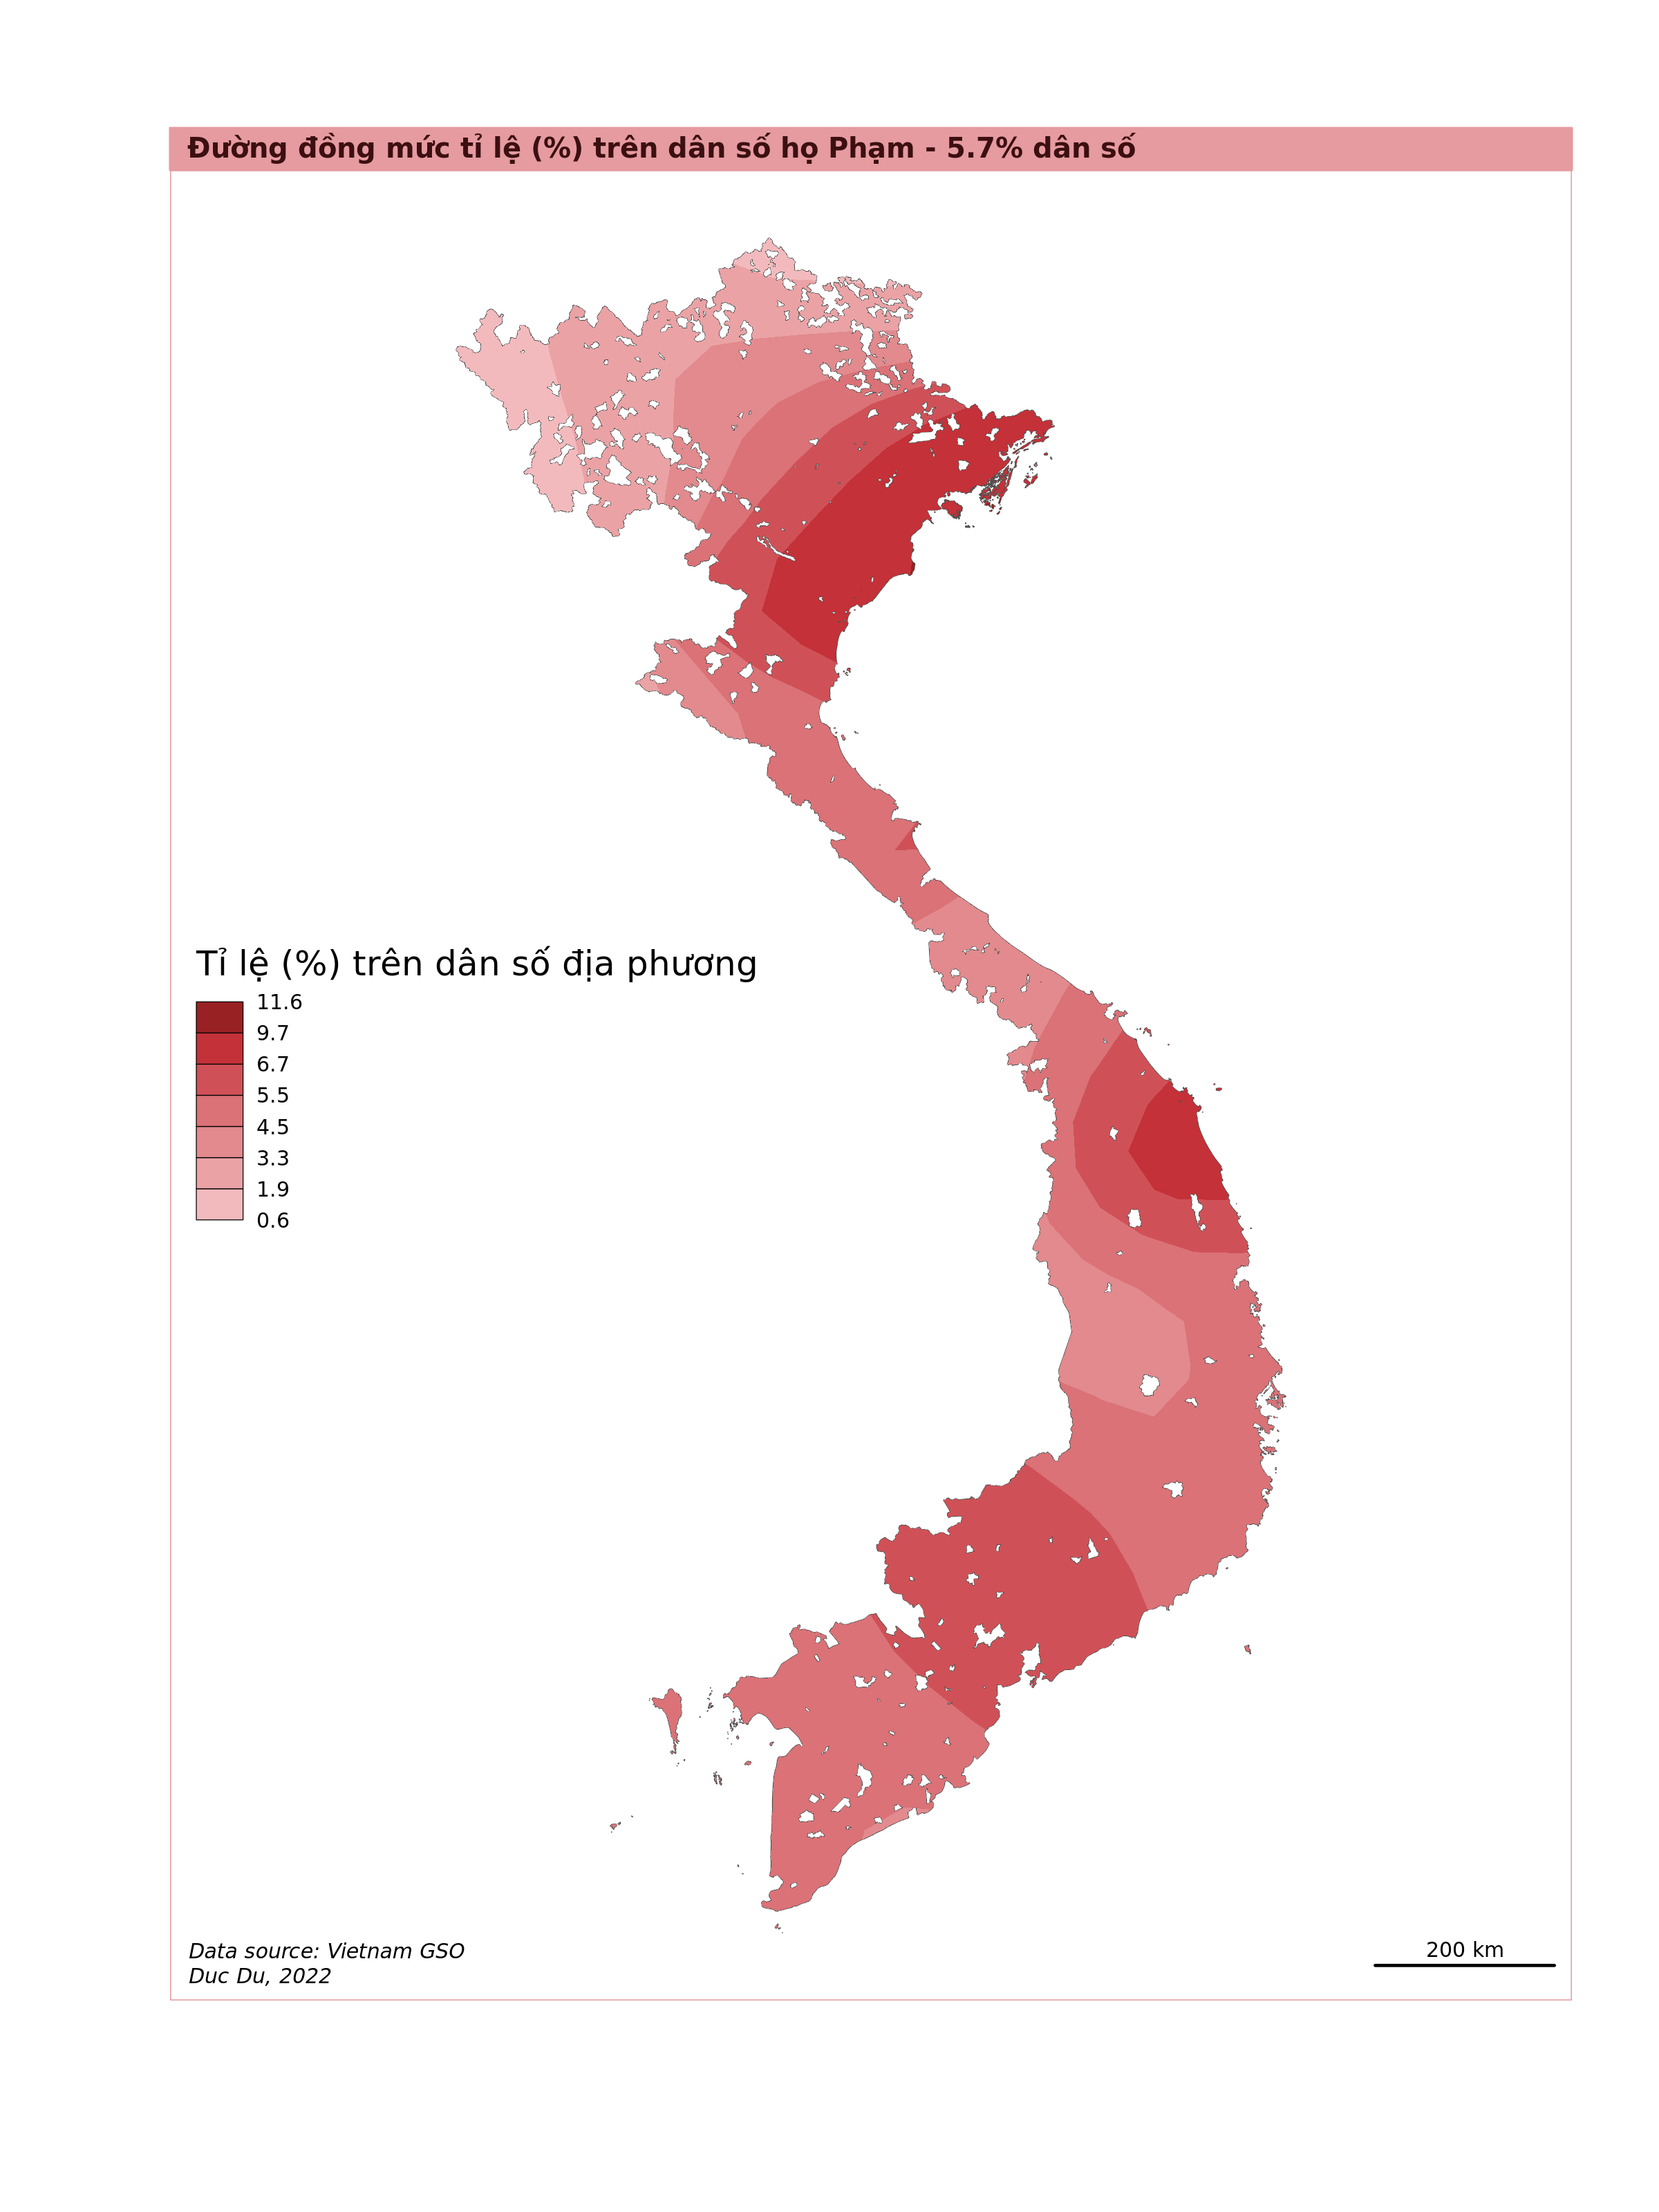 Đường đồng mức tỉ lệ (%) trên dân số họ Phạm - 5.7% dân số
Tỉ lệ (%) trên dân số địa phương
11.6
9.7
6.7
5.5
4.5
3.3
1.9
0.6
Data source: Vietnam GSO
Duc Du, 2022
200 km